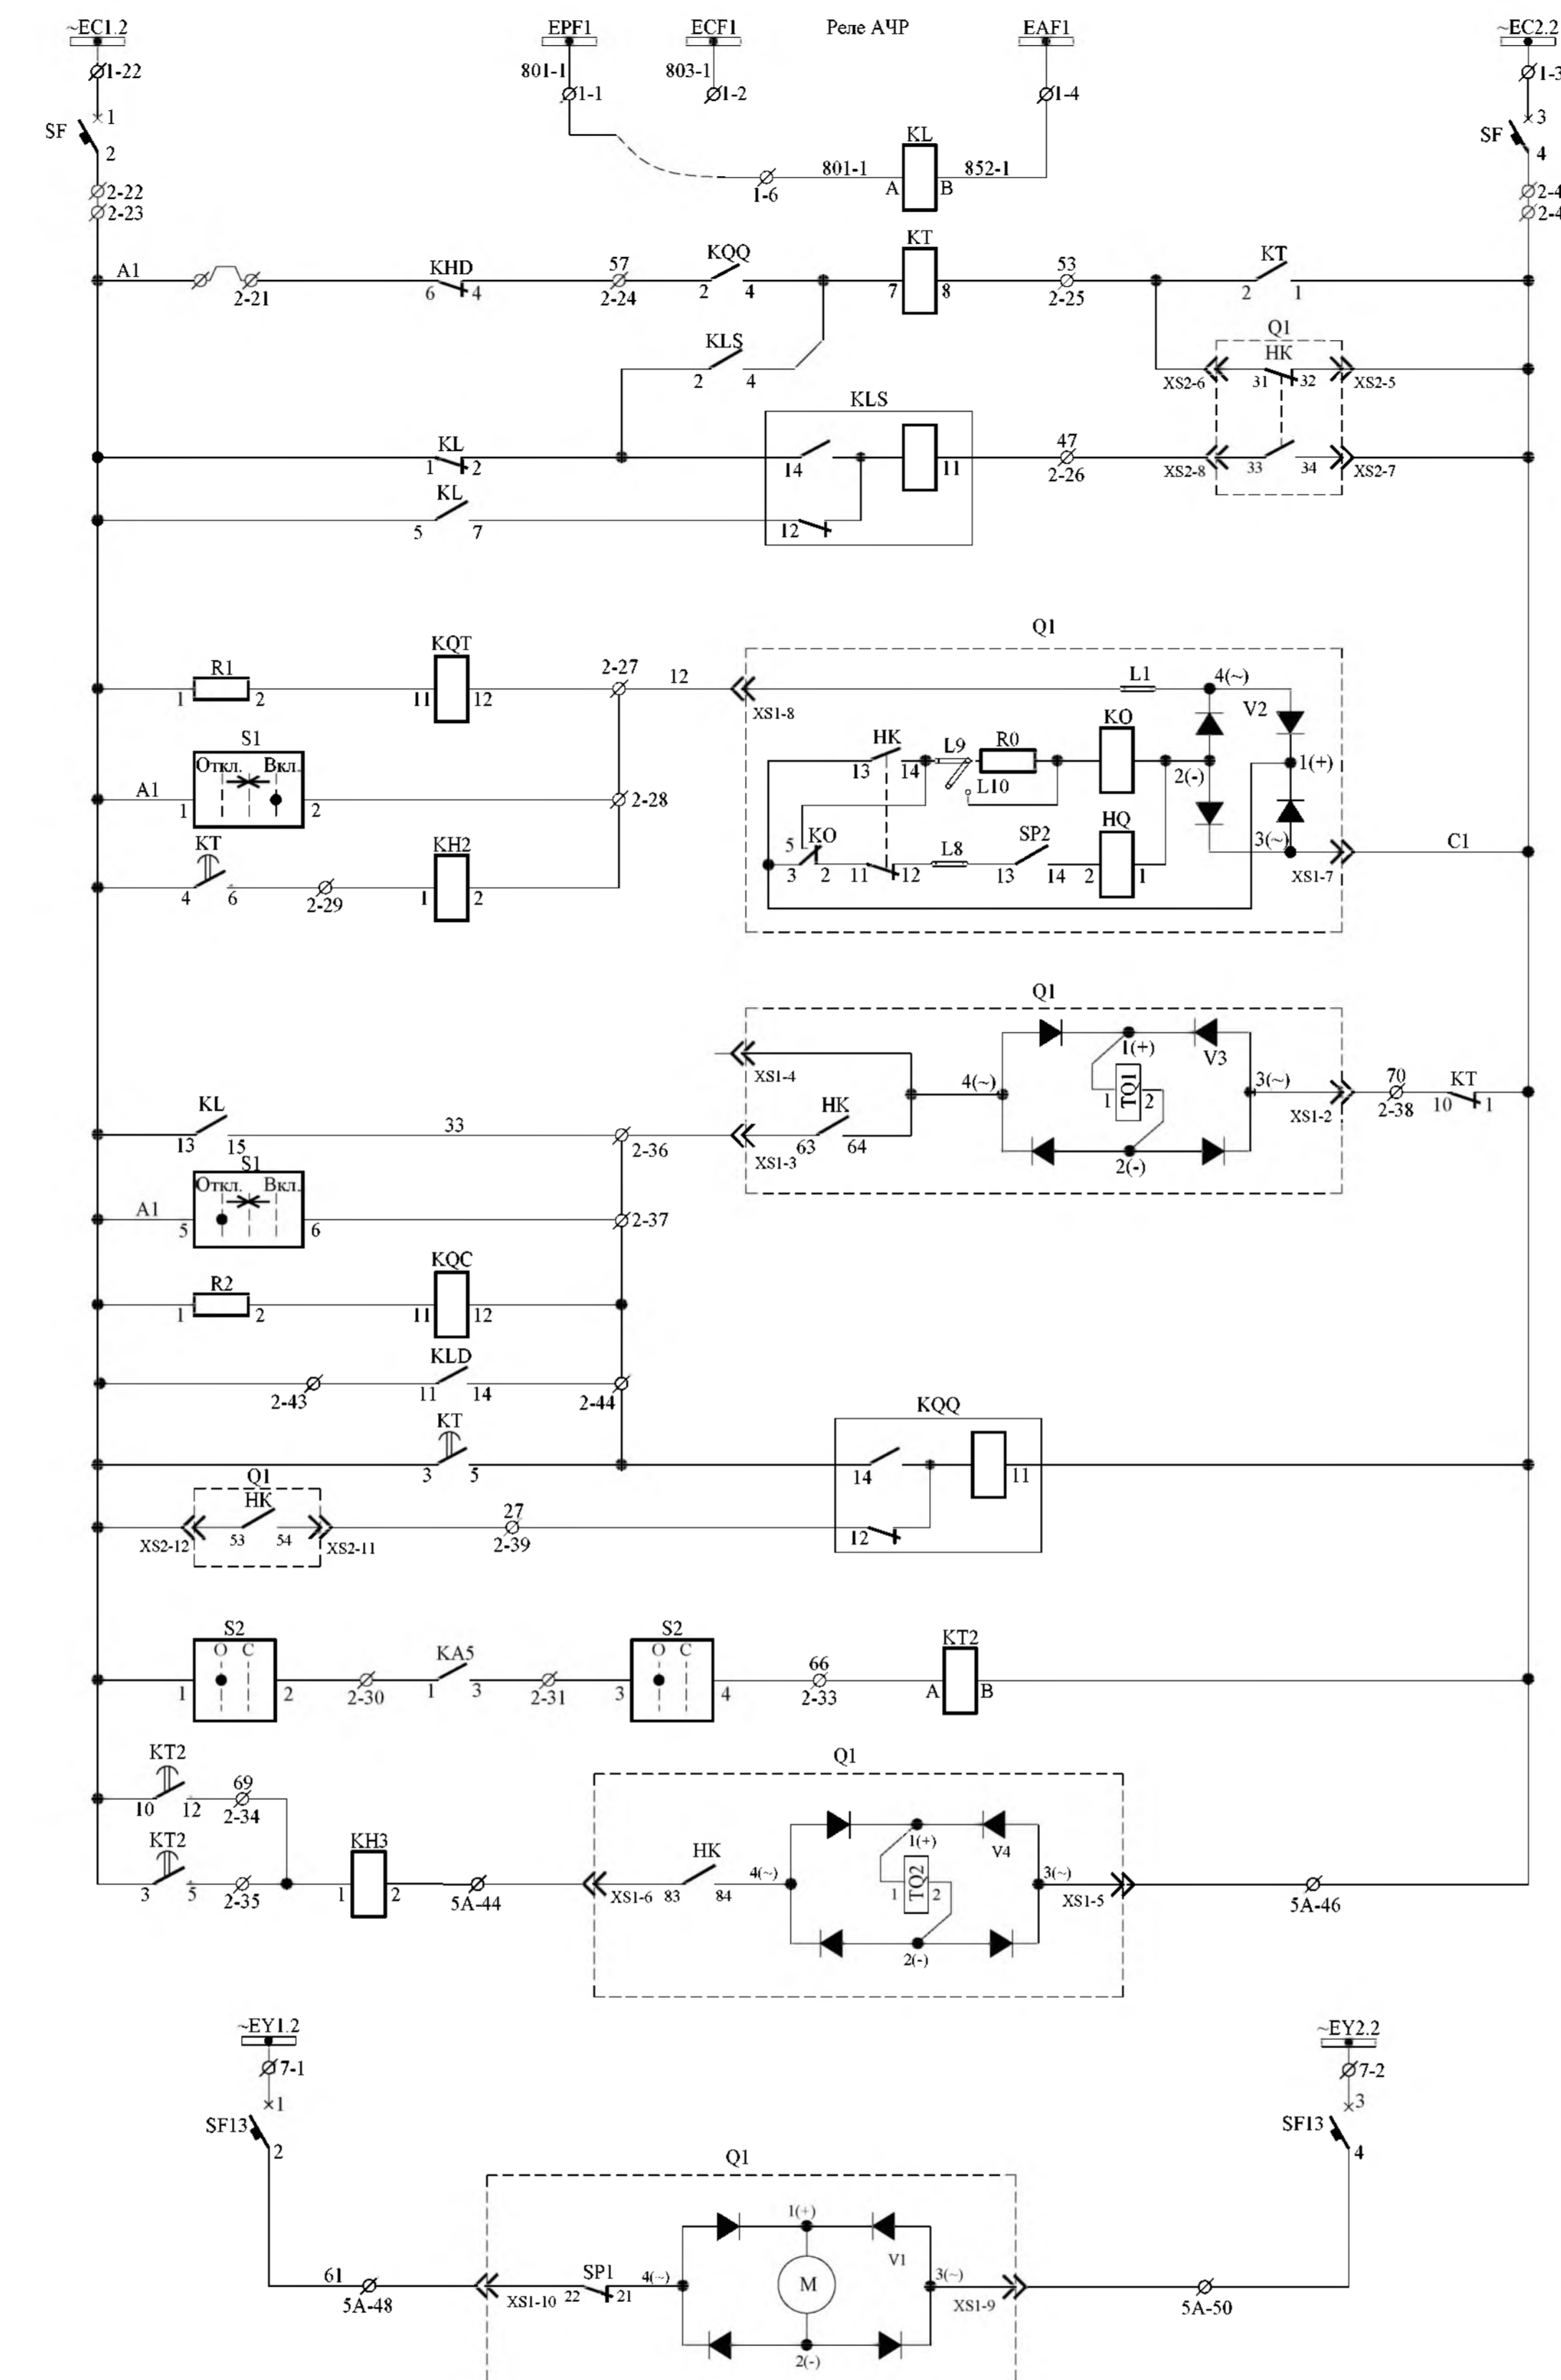 ~EC1.2 EPF1 ECF1 Реле АЧР EAF1 ~EC2.2
1-22 801-1 803-1 1-3
1-1 1-2 1-4
1 3
SF KL SF
2 4
801-1 852-1
A B
1-6
2-22 2-4
2-23 2-4
A1 KHD 57 KQQ KT 53 KT
2-21 6 4 2-24 2 4 7 8 2-25 2 1
Q1
KLS HK
2 4 XS2-6 31 32 XS2-5
KLS
KL 47
1 2 14 11 2-26 XS2-8 33 34 XS2-7
KL
5 7 12
Q1
R1 KQT 2-27 12 L1 4(~)
1 2 11 12 XS1-8 V2
S1 HK L9 R0 KO
Откл. Вкл. 13 14 2(-) 1(+)
A1 L10
1 2 2-28
KT KH2 5 KO SP2 HQ 3(~) C1
L8
4 6 2-29 1 2 3 2 11 12 13 14 2 1 XS1-7
Q1
1(+) V3
XS1-4 4(~) 3(~) 70 KT
KL 33 HK 1 TQ1 2 XS1-2 2-38 10 1
13 15 2-36 XS1-3 63 64 2(-)
S1
Откл. Вкл.
A1
5 6 2-37
R2 KQC
1 2 11 12
KLD
2-43 11 14 2-44
KT KQQ
3 5 14 11
Q1
HK 27
XS2-12 53 54 XS2-11 2-39 12
S2 S2
O C KA5 O C 66 KT2
1 2 2-30 1 3 2-31 3 4 2-33 A B
KT2 69 Q1
10 12 2-34 1(+) V4
KT2 KH3 HK 4(~) 3(~)
3 5 2-35 1 2 5A-44 XS1-6 83 84 1 TQ2 2 XS1-5 5A-46
2(-)
~EY1.2 ~EY2.2
7-1 7-2
1 3
SF13 SF13
2 4
Q1
1(+)
V1
61 SP1 4(~) M 3(~)
5A-48 XS1-10 22 21 XS1-9 5A-50
2(-)